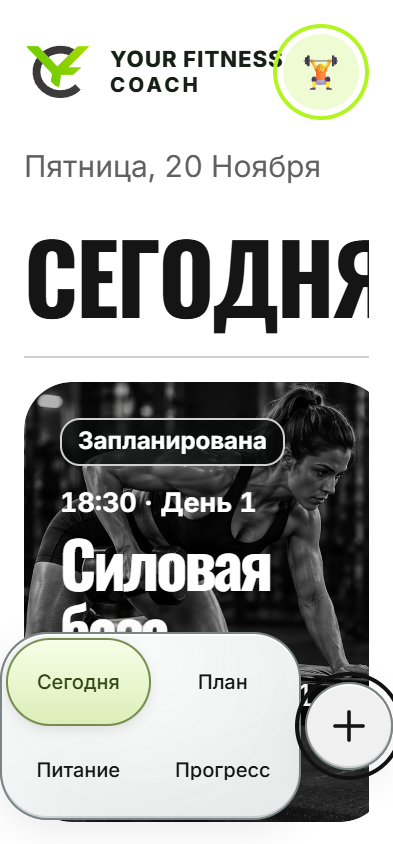 YOUR FITNESS
COACH
Пятница, 20 Ноября
СЕГОДНЯ
Запланирована
18:30 · День 1
Силовая
Сегодня
План
Питание
Прогресс